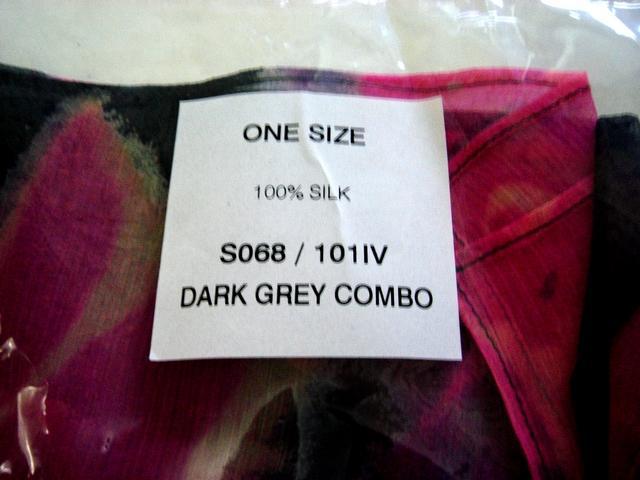 ONE SIZE
100% SILK
S068 / 101IV
DARK GREY COMBO